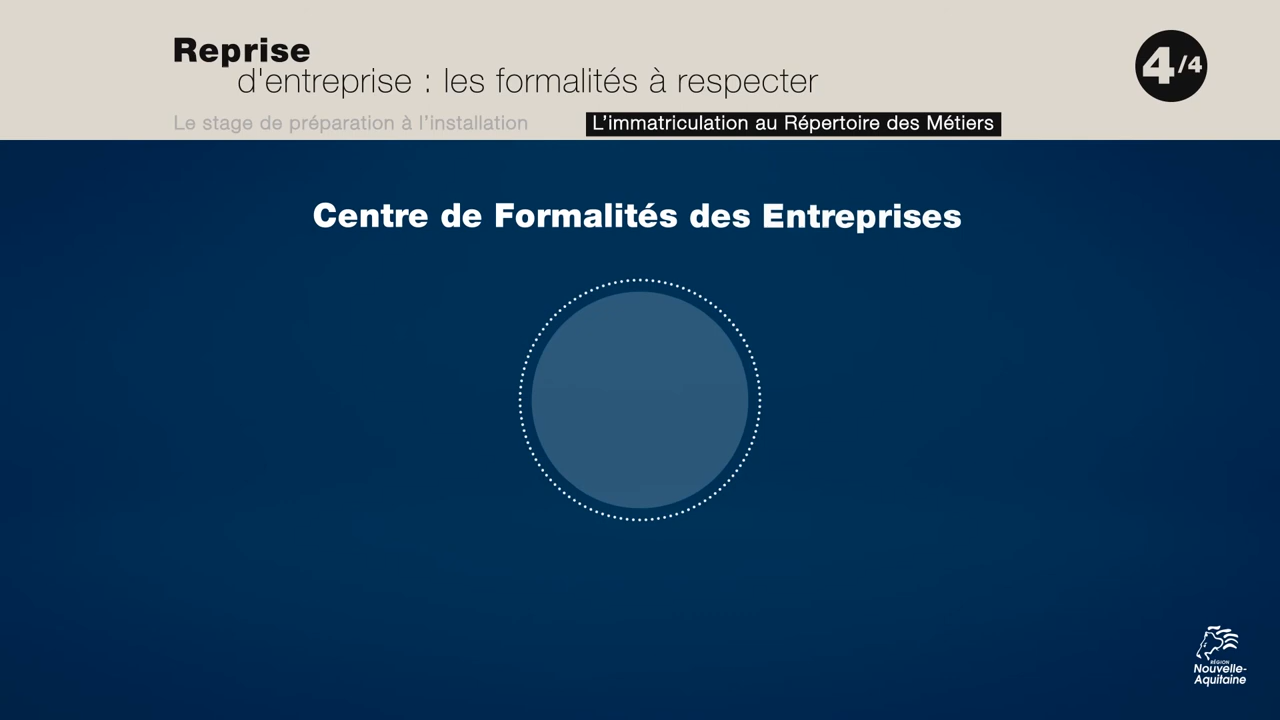 Reprise
d'entreprise : les formalités à respecter
4/4
Le stage de préparation à l'installation
L'immatriculation au Répertoire des Métiers
Centre de Formalités des Entreprises
RÉGION
Nouvelle-
Aquitaine